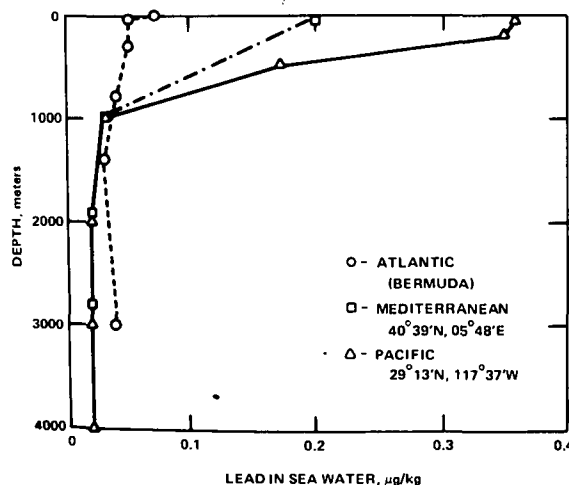 0
1000
2000
3000
4000
DEPTH, meters
O - ATLANTIC
(BERMUDA)
□ - MEDITERRANEAN
40°39'N, 05°48'E
△ - PACIFIC
29°13'N, 117°37'W
0 0.1 0.2 0.3 0.4
LEAD IN SEA WATER, µg/kg